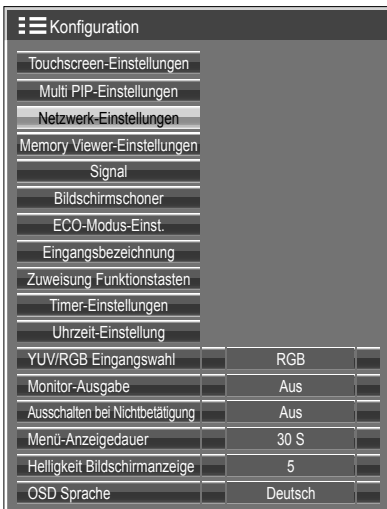 Konfiguration
Touchscreen-Einstellungen
Multi PIP-Einstellungen
Netzwerk-Einstellungen
Memory Viewer-Einstellungen
Signal
Bildschirmschoner
ECO-Modus-Einst.
Eingangsbezeichnung
Zuweisung Funktionstasten
Timer-Einstellungen
Uhrzeit-Einstellung
YUV/RGB Eingangswahl RGB
Monitor-Ausgabe Aus
Ausschalten bei Nichtbetätigung Aus
Menü-Anzeigedauer 30 S
Helligkeit Bildschirmanzeige 5
OSD Sprache Deutsch